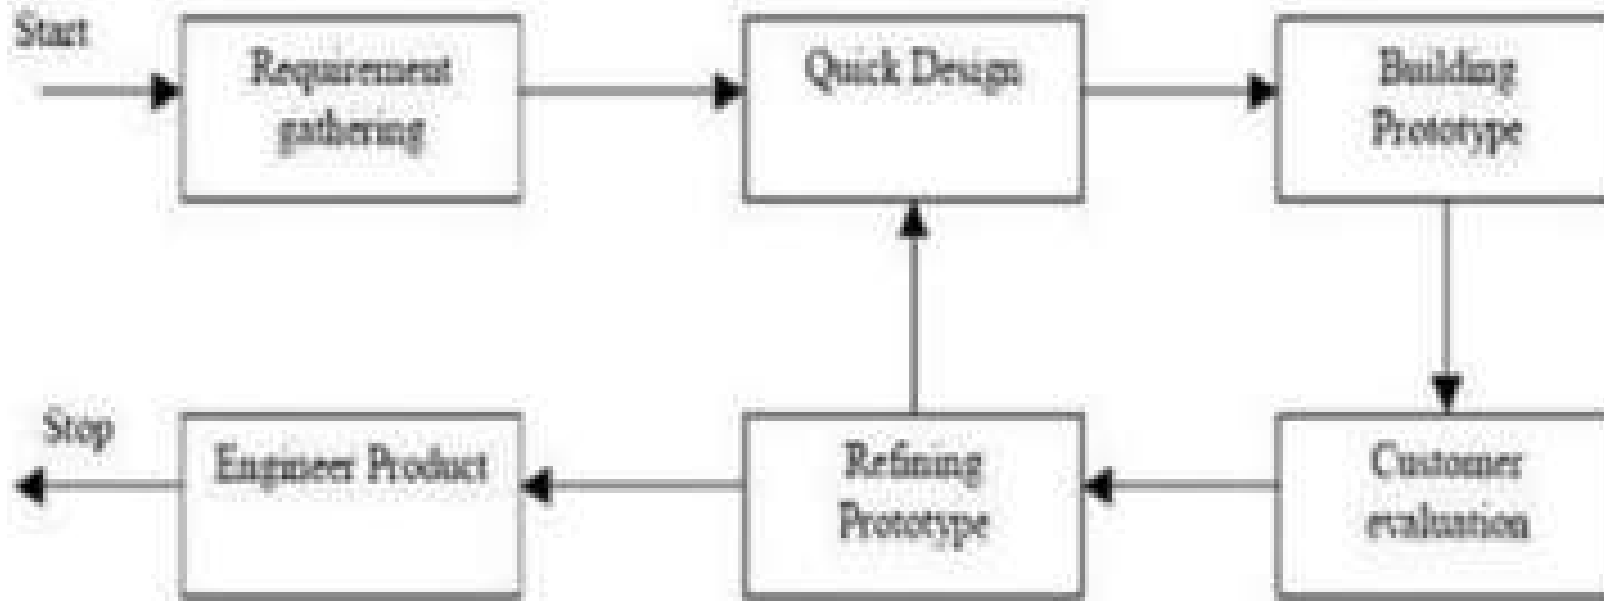 Start
Requirement
gathering
Quick Design
Building
Prototype
Stop
Engineer Product
Refining
Prototype
Customer
evaluation